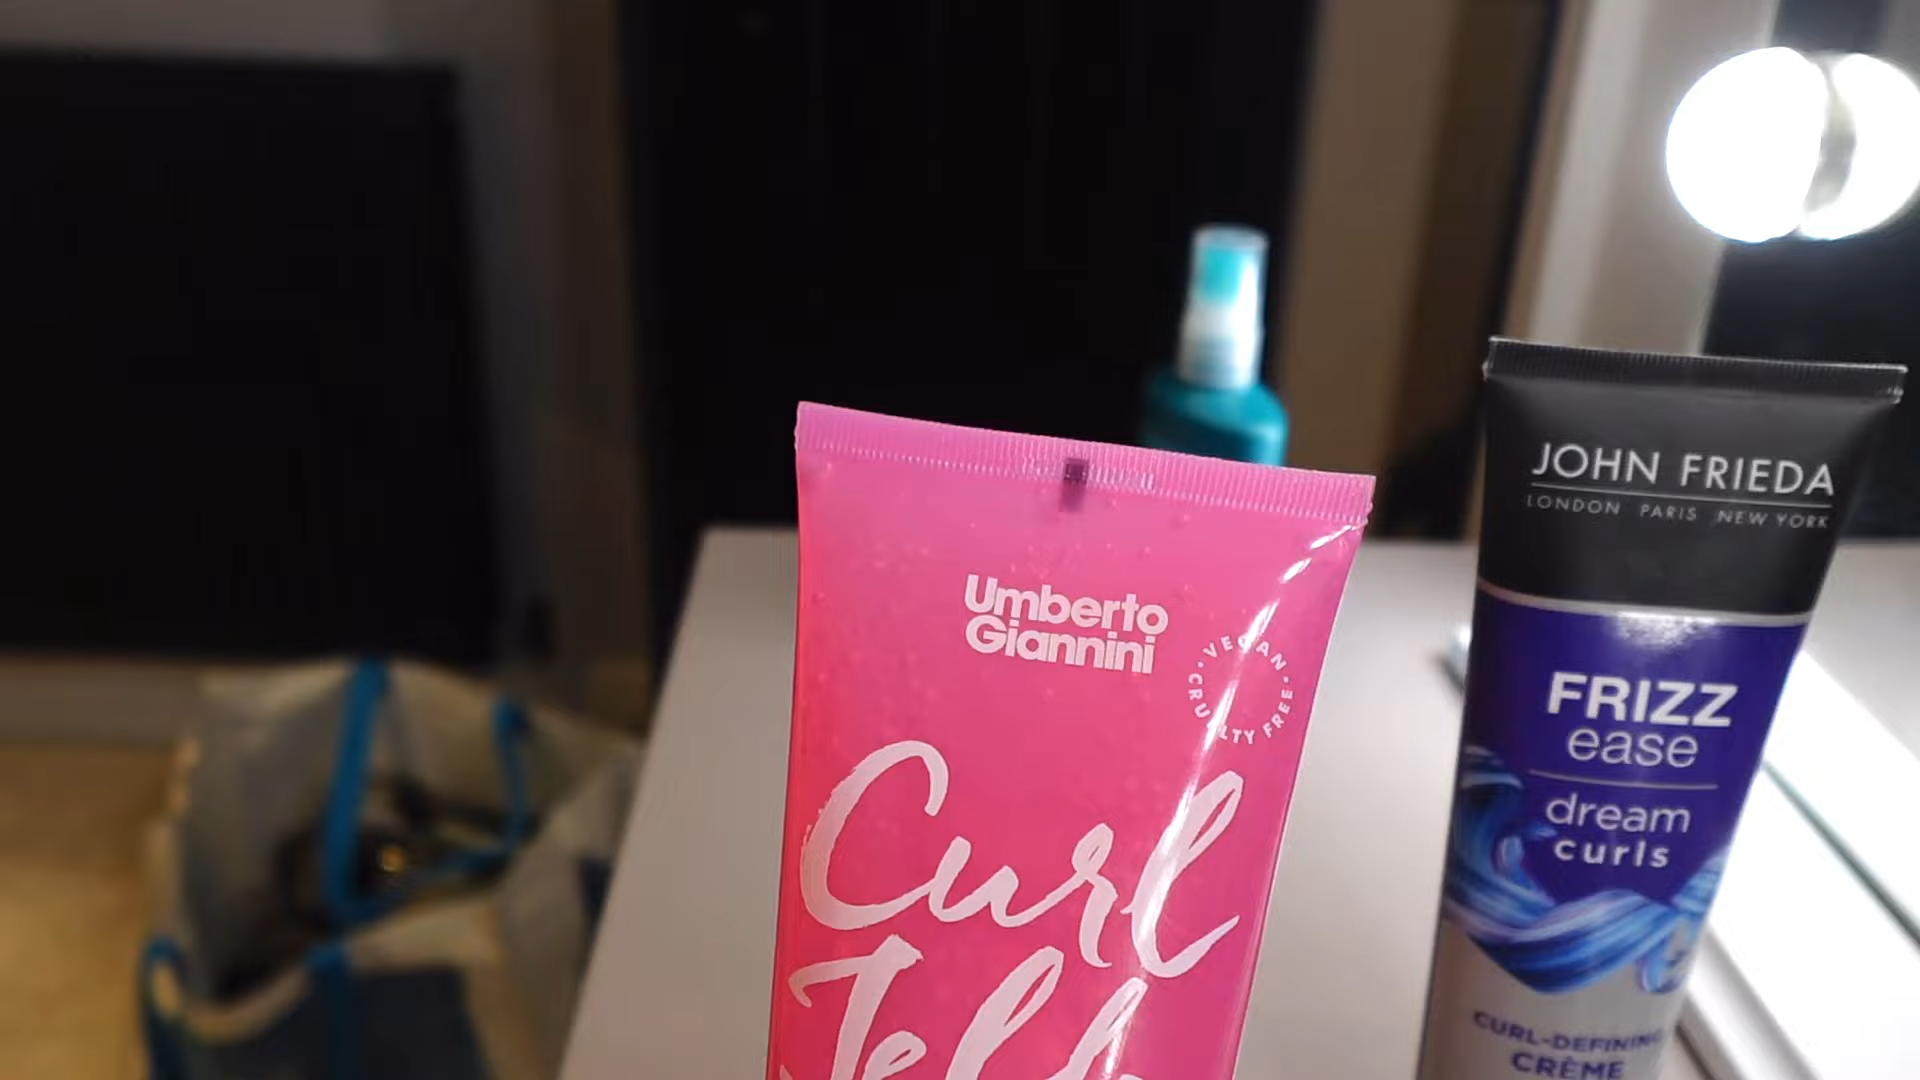 Umberto
Giannini
VEGAN
CRUELTY FREE
Curl
JOHN FRIEDA
LONDON PARIS NEW YORK
FRIZZ
ease
dream
curls
CURL-DEFINING
CRÈME